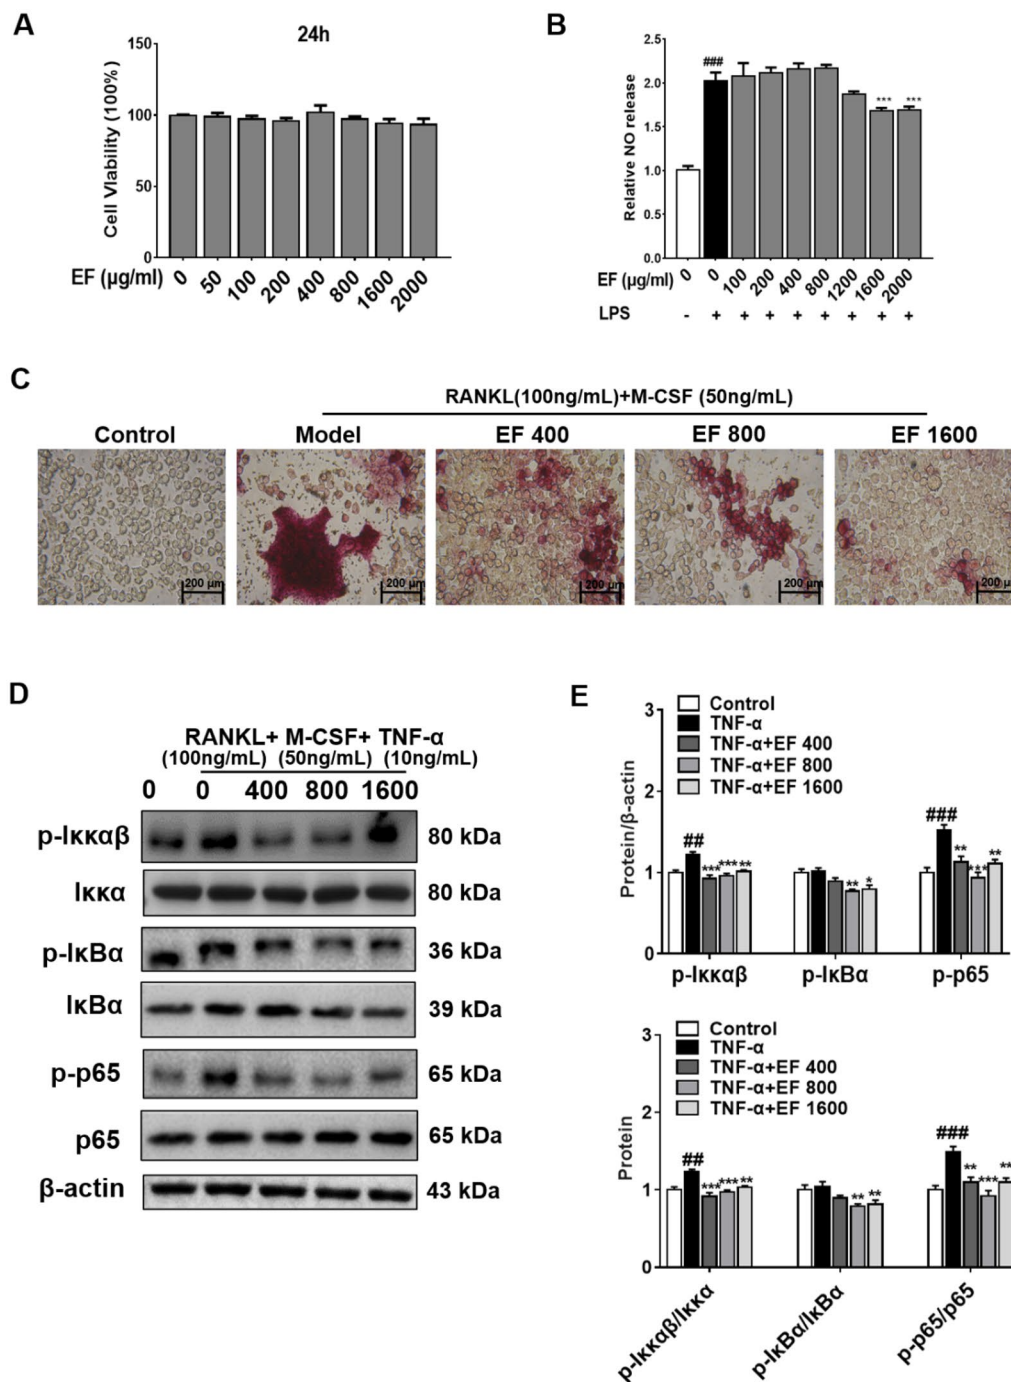 A
24h
Cell Viability (100%)
150
100
50
0
EF (µg/ml)
0 50 100 200 400 800 1600 2000
B
Relative NO release
2.5
2.0
1.5
1.0
0.5
0.0
###
***
***
EF (µg/ml) 0 0 100 200 400 800 1200 1600 2000
LPS - + + + + + + + +
C
RANKL(100ng/mL)+M-CSF (50ng/mL)
Control Model EF 400 EF 800 EF 1600
200 µm 200 µm 200 µm 200 µm 200 µm
D
RANKL+ M-CSF+ TNF-α
(100ng/mL) (50ng/mL) (10ng/mL)
0 0 400 800 1600
p-Iκκαβ 80 kDa
Iκκα 80 kDa
p-IκBα 36 kDa
IκBα 39 kDa
p-p65 65 kDa
p65 65 kDa
β-actin 43 kDa
E
Protein/β-actin
3
2
1
0
Control
TNF-α
TNF-α+EF 400
TNF-α+EF 800
TNF-α+EF 1600
## *** *** **
** *
### ** *** **
p-Iκκαβ p-IκBα p-p65
Protein
3
2
1
0
Control
TNF-α
TNF-α+EF 400
TNF-α+EF 800
TNF-α+EF 1600
## *** *** **
** **
### ** *** **
p-Iκκαβ/Iκκα p-IκBα/IκBα p-p65/p65